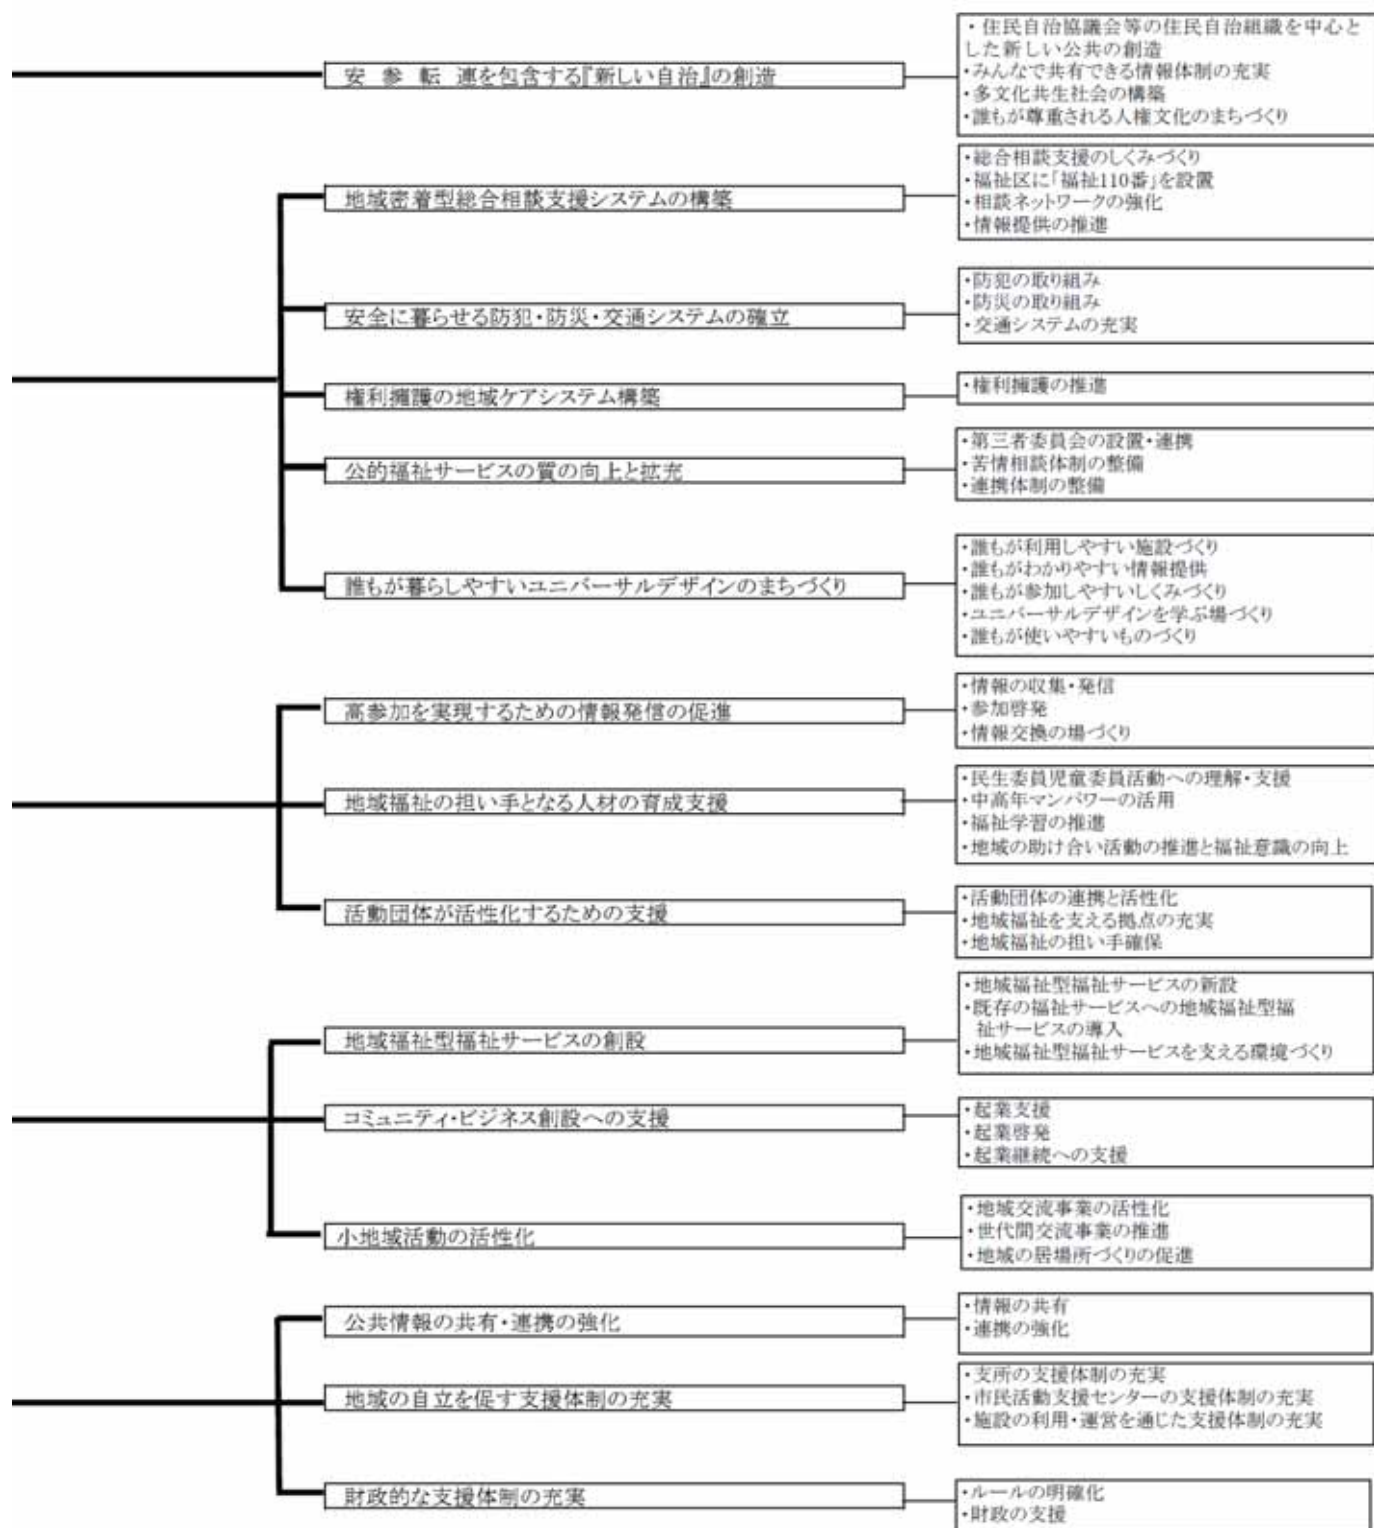 安　参　転　連を包含する『新しい自治』の創造
・住民自治協議会等の住民自治組織を中心と
した新しい公共の創造
・みんなで共有できる情報体制の充実
・多文化共生社会の構築
・誰もが尊重される人権文化のまちづくり
地域密着型総合相談支援システムの構築
・総合相談支援のしくみづくり
・福祉区に「福祉110番」を設置
・相談ネットワークの強化
・情報提供の推進
安全に暮らせる防犯・防災・交通システムの確立
・防犯の取り組み
・防災の取り組み
・交通システムの充実
権利擁護の地域ケアシステム構築
・権利擁護の推進
公的福祉サービスの質の向上と拡充
・第三者委員会の設置・連携
・苦情相談体制の整備
・連携体制の整備
誰もが暮らしやすいユニバーサルデザインのまちづくり
・誰もが利用しやすい施設づくり
・誰もがわかりやすい情報提供
・誰もが参加しやすいしくみづくり
・ユニバーサルデザインを学ぶ場づくり
・誰もが使いやすいものづくり
高参加を実現するための情報発信の促進
・情報の収集・発信
・参加啓発
・情報交換の場づくり
地域福祉の担い手となる人材の育成支援
・民生委員児童委員活動への理解・支援
・中高年マンパワーの活用
・福祉学習の推進
・地域の助け合い活動の推進と福祉意識の向上
活動団体が活性化するための支援
・活動団体の連携と活性化
・地域福祉を支える拠点の充実
・地域福祉の担い手確保
地域福祉型福祉サービスの創設
・地域福祉型福祉サービスの新設
・既存の福祉サービスへの地域福祉型福
祉サービスの導入
・地域福祉型福祉サービスを支える環境づくり
コミュニティ・ビジネス創設への支援
・起業支援
・起業啓発
・起業継続への支援
小地域活動の活性化
・地域交流事業の活性化
・世代間交流事業の推進
・地域の居場所づくりの促進
公共情報の共有・連携の強化
・情報の共有
・連携の強化
地域の自立を促す支援体制の充実
・支所の支援体制の充実
・市民活動支援センターの支援体制の充実
・施設の利用・運営を通じた支援体制の充実
財政的な支援体制の充実
・ルールの明確化
・財政の支援